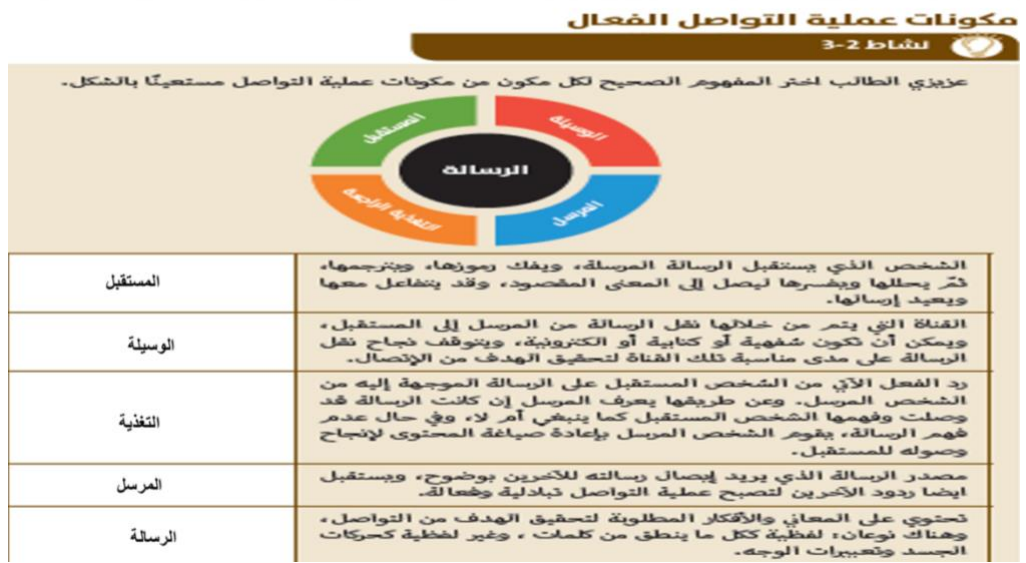 مكونات عملية التواصل الفعال
نشاط 2-3
عزيزي الطالب اختر المفهوم الصحيح لكل مكون من مكونات عملية التواصل مستعينًا بالشكل.
المستقبل
الوسيلة
الرسالة
التغذية الراجعة
المرسل
الشخص الذي يستقبل الرسالة المرسلة، ويفك رموزها، ويترجمها،
ثمّ يحللها ويفسرها ليصل إلى المعنى المقصود، وقد يتفاعل معها
ويعيد إرسالها.
المستقبل
القناة التي يتم من خلالها نقل الرسالة من المرسل إلى المستقبل،
ويمكن أن تكون شفهية أو كتابية أو الكترونية، ويتوقف نجاح نقل
الرسالة على مدى مناسبة تلك القناة لتحقيق الهدف من الإتصال.
الوسيلة
رد الفعل الآتي من الشخص المستقبل على الرسالة الموجهة إليه من
الشخص المرسل. وعن طريقها يعرف المرسل إن كانت الرسالة قد
وصلت وفهمها الشخص المستقبل كما ينبغي أم لا، وفي حال عدم
فهم الرسالة، يقوم الشخص المرسل بإعادة صياغة المحتوى لإنجاح
وصوله للمستقبل.
التغذية
مصدر الرسالة الذي يريد إيصال رسالته للآخرين بوضوح، ويستقبل
ايضا ردود الآخرين لتصبح عملية التواصل تبادلية وفعالة.
المرسل
تحتوي على المعاني والأفكار المطلوبة لتحقيق الهدف من التواصل،
وهناك نوعان: لفظية ككل ما ينطق من كلمات ، وغير لفظية كحركات
الجسد وتعبيرات الوجه.
الرسالة